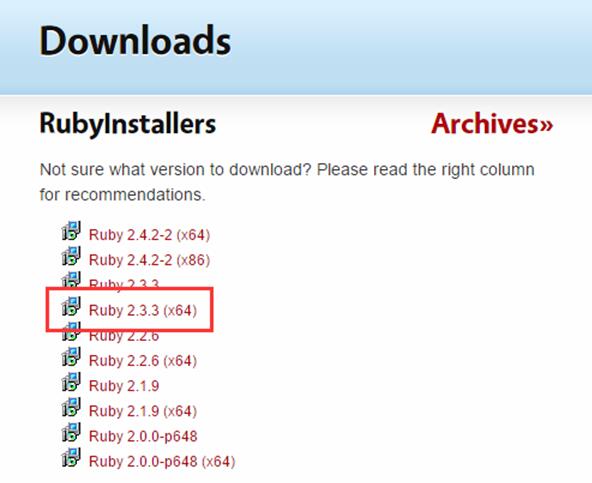 Downloads
RubyInstallers
Archives»
Not sure what version to download? Please read the right column
for recommendations.
Ruby 2.4.2-2 (x64)
Ruby 2.4.2-2 (x86)
Ruby 2.3.3
Ruby 2.3.3 (x64)
Ruby 2.2.6
Ruby 2.2.6 (x64)
Ruby 2.1.9
Ruby 2.1.9 (x64)
Ruby 2.0.0-p648
Ruby 2.0.0-p648 (x64)